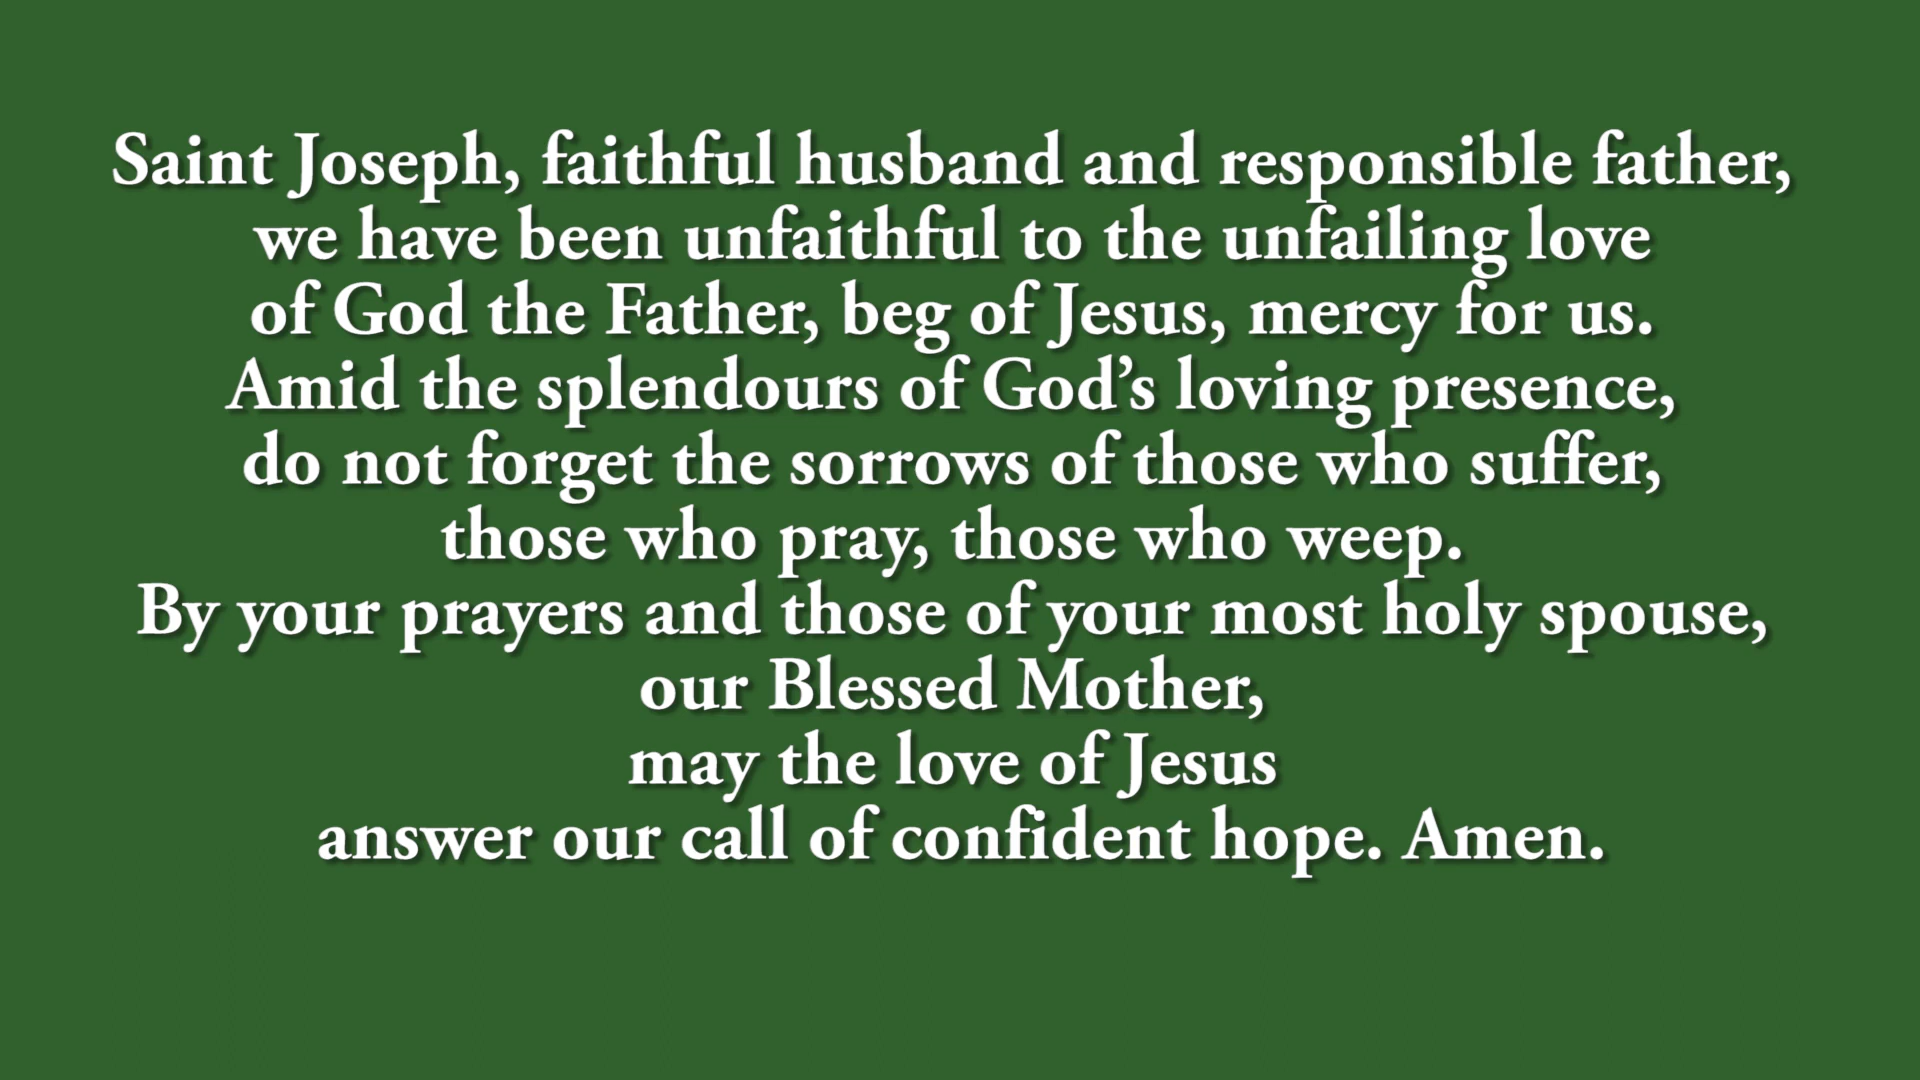 Saint Joseph, faithful husband and responsible father,
we have been unfaithful to the unfailing love
of God the Father, beg of Jesus, mercy for us.
Amid the splendours of God’s loving presence,
do not forget the sorrows of those who suffer,
those who pray, those who weep.
By your prayers and those of your most holy spouse,
our Blessed Mother,
may the love of Jesus
answer our call of confident hope. Amen.